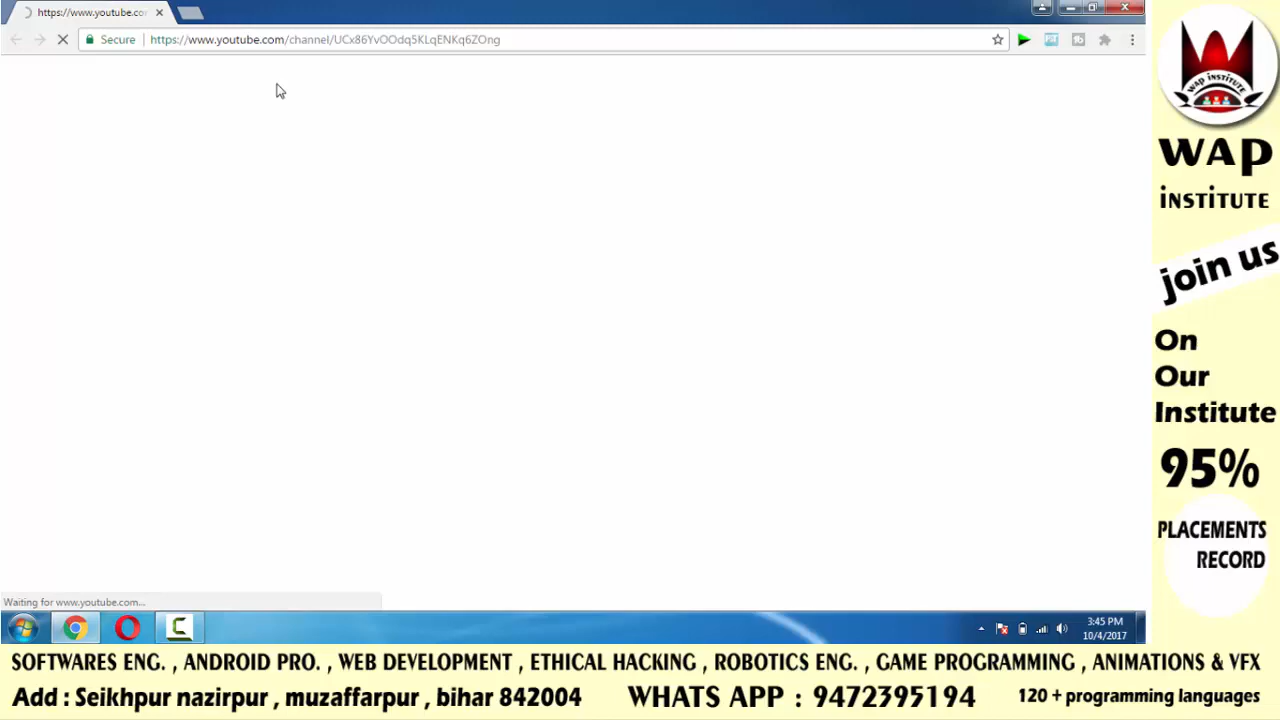 https://www.youtube.co
Secure
https://www.youtube.com/channel/UCx86YvOOdq5KLqENKq6ZOng
Waiting for www.youtube.com...
3:45 PM
10/4/2017
WAP INSTITUTE
WAP
INSTITUTE
join us
On
Our
Institute
95%
PLACEMENTS
RECORD
SOFTWARES ENG. , ANDROID PRO. , WEB DEVELOPMENT , ETHICAL HACKING , ROBOTICS ENG. , GAME PROGRAMMING , ANIMATIONS & VFX
Add : Seikhpur nazirpur , muzaffarpur , bihar 842004 WHATS APP : 9472395194 120 + programming languages